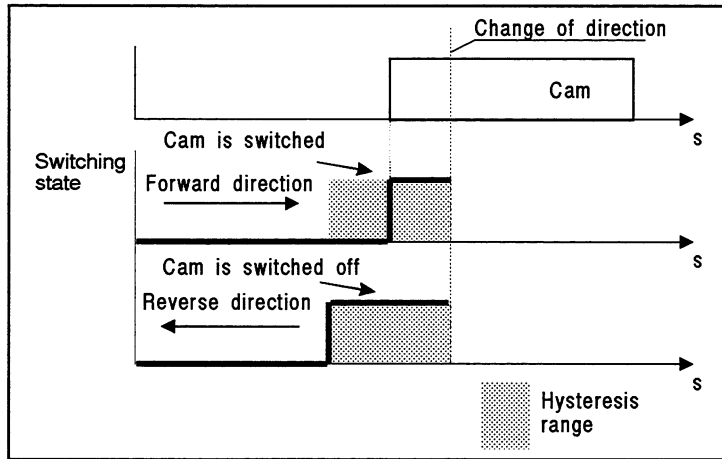 Change of direction
Cam
s
Cam is switched
Switching
state
Forward direction
s
Cam is switched off
Reverse direction
s
Hysteresis
range